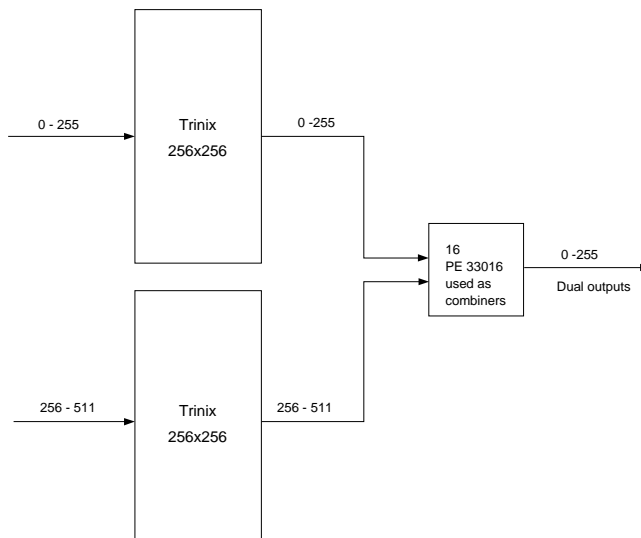 0 - 255
Trinix
256x256
0 -255
16
PE 33016
used as
combiners
0 -255
Dual outputs
256 - 511
Trinix
256x256
256 - 511